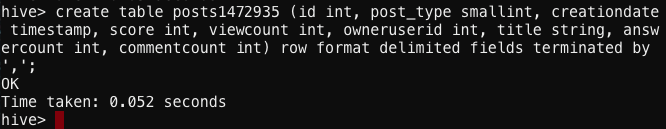 hive> create table posts1472935 (id int, post_type smallint, creationdate
timestamp, score int, viewcount int, owneruserid int, title string, answ
ercount int, commentcount int) row format delimited fields terminated by
',';
OK
Time taken: 0.052 seconds
hive>